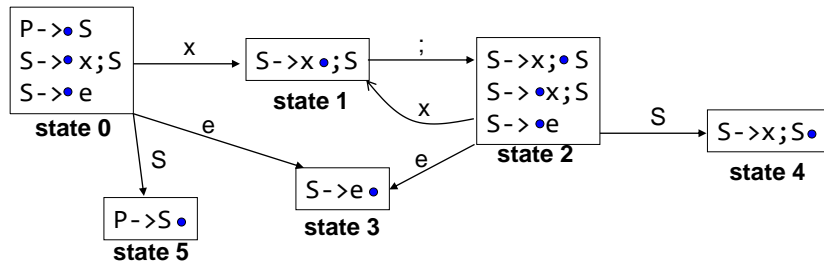 P->• S
S->• x;S
S->• e
state 0
x
S->x •;S
state 1
;
S->x;• S
S->•x;S
S->•e
state 2
x
e
S
e
S
S->x;S•
state 4
S->e •
state 3
P->S •
state 5